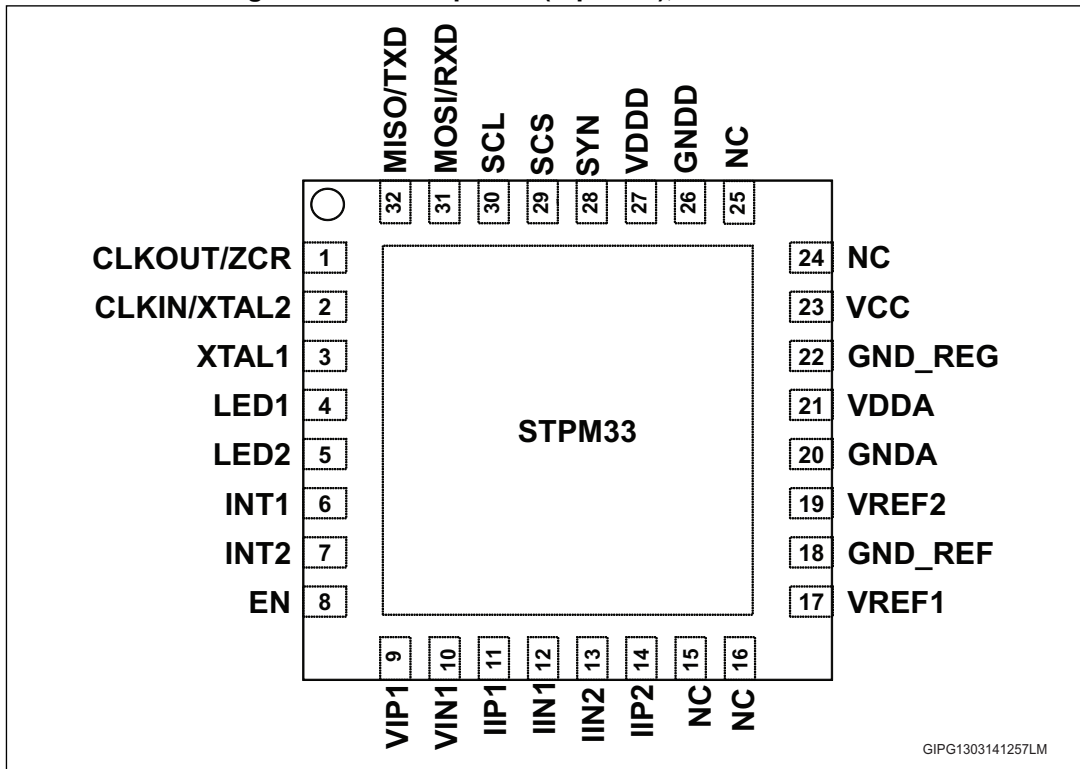 MISO/TXD
MOSI/RXD
SCL
SCS
SYN
VDDD
GNDD
NC
32
31
30
29
28
27
26
25
CLKOUT/ZCR 1
CLKIN/XTAL2 2
XTAL1 3
LED1 4
LED2 5
INT1 6
INT2 7
EN 8
STPM33
24 NC
23 VCC
22 GND_REG
21 VDDA
20 GNDA
19 VREF2
18 GND_REF
17 VREF1
9
10
11
12
13
14
15
16
VIP1
VIN1
IIP1
IIN1
IIN2
IIP2
NC
NC
GIPG1303141257LM